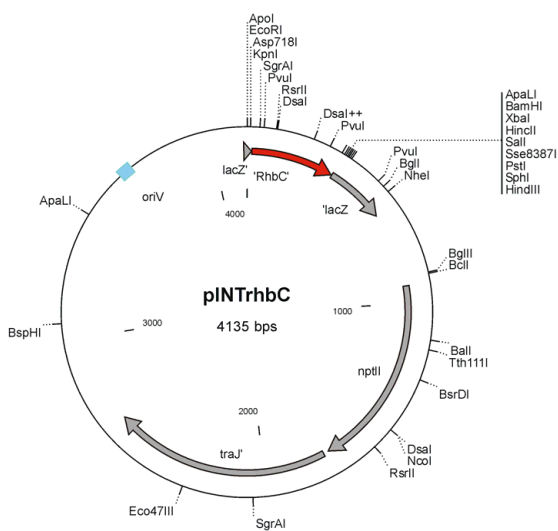 ApoI
EcoRI
Asp718I
KpnI
SgrAI
PvuI
RsrII
DsaI
DsaI++
PvuI
ApaLI
BamHI
XbaI
HincII
SalI
Sse8387I
PstI
SphI
HindIII
PvuI
BglI
NheI
lacZ'
'RhbC'
'lacZ
oriV
ApaLI
4000
BglII
BclI
pINTrhbC
4135 bps
1000
3000
BspHI
BalI
Tth111I
nptII
BsrDI
2000
traJ'
DsaI
NcoI
RsrII
Eco47III
SgrAI